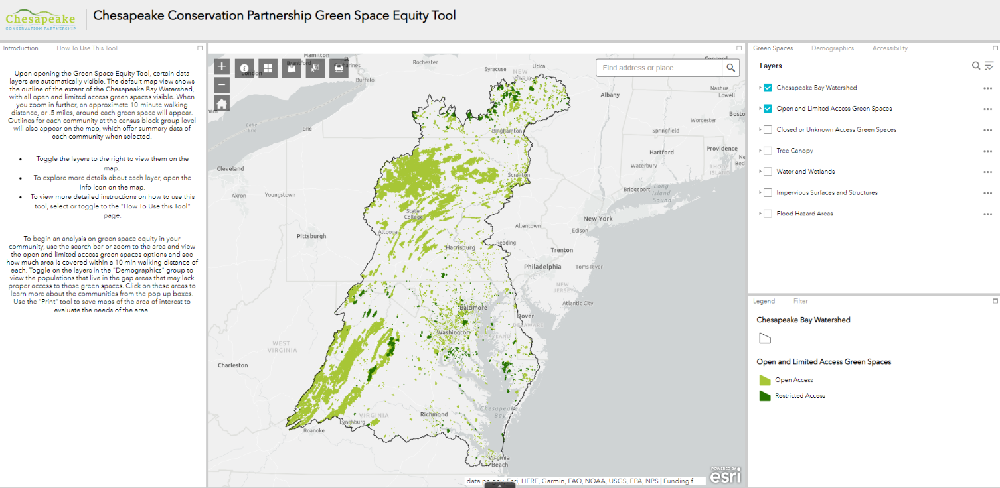 Chesapeake
CONSERVATION PARTNERSHIP
Chesapeake Conservation Partnership Green Space Equity Tool
Introduction
How To Use This Tool
Upon opening the Green Space Equity Tool, certain data
layers are automatically visible. The default map view shows
the outline of the extent of the Chesapeake Bay Watershed,
with all open and limited access green spaces visible. When
you zoom in further, an approximate 10-minute walking
distance, or .5 miles, around each green space will appear.
Outlines for each community at the census block group level
will also appear on the map, which offer summary data of
each community when selected.
• Toggle the layers to the right to view them on the
map.
• To explore more details about each layer, open the
Info icon on the map.
• To view more detailed instructions on how to use this
tool, select or toggle to the "How To Use this Tool"
page.
To begin an analysis on green space equity in your
community, use the search bar or zoom to the area and view
the open and limited access green spaces options and see
how much area is covered within a 10 min walking distance of
each. Toggle on the layers in the "Demographics" group to
view the populations that live in the gap areas that may lack
proper access to those green spaces. Click on these areas to
learn more about the communities from the pop-up boxes.
Use the "Print" tool to save maps of the area of interest to
evaluate the needs of the area.
Find address or place
Hamilton
Brantford
London
Rochester
Syracuse
Utica
NEW
Concord
Buffalo
Albany
Nashua
Lowell
Worcester
Bosto
Lake
Erie
Erie
Binghamton
Springfield
Hartford
Providence
RHODE
ISLAND
Ne
Bed
Waterbury
Cleveland
Scranton
Bridgeport
Long
Island
Sound
Akron
Youngstown
State
College
New York
Allentown
Edison
Pittsburgh
Altoona
Harrisburg
Reading
Trenton
Philadelphia
Toms River
NEW
JERSEY
Atlantic City
Baltimore
Dover
DELAWARE
Washington
MARYLAND
WEST
VIRGINIA
Charleston
Chesapeake
Bay
VIRGINIA
Richmond
Lynchburg
Roanoke
Virginia
Beach
data.pa.gov, Esri, HERE, Garmin, FAO, NOAA, USGS, EPA, NPS | Funding f...
POWERED BY
esri
Green Spaces
Demographics
Accessibility
Layers
Chesapeake Bay Watershed
Open and Limited Access Green Spaces
Closed or Unknown Access Green Spaces
Tree Canopy
Water and Wetlands
Impervious Surfaces and Structures
Flood Hazard Areas
Legend
Filter
Chesapeake Bay Watershed
Open and Limited Access Green Spaces
Open Access
Restricted Access